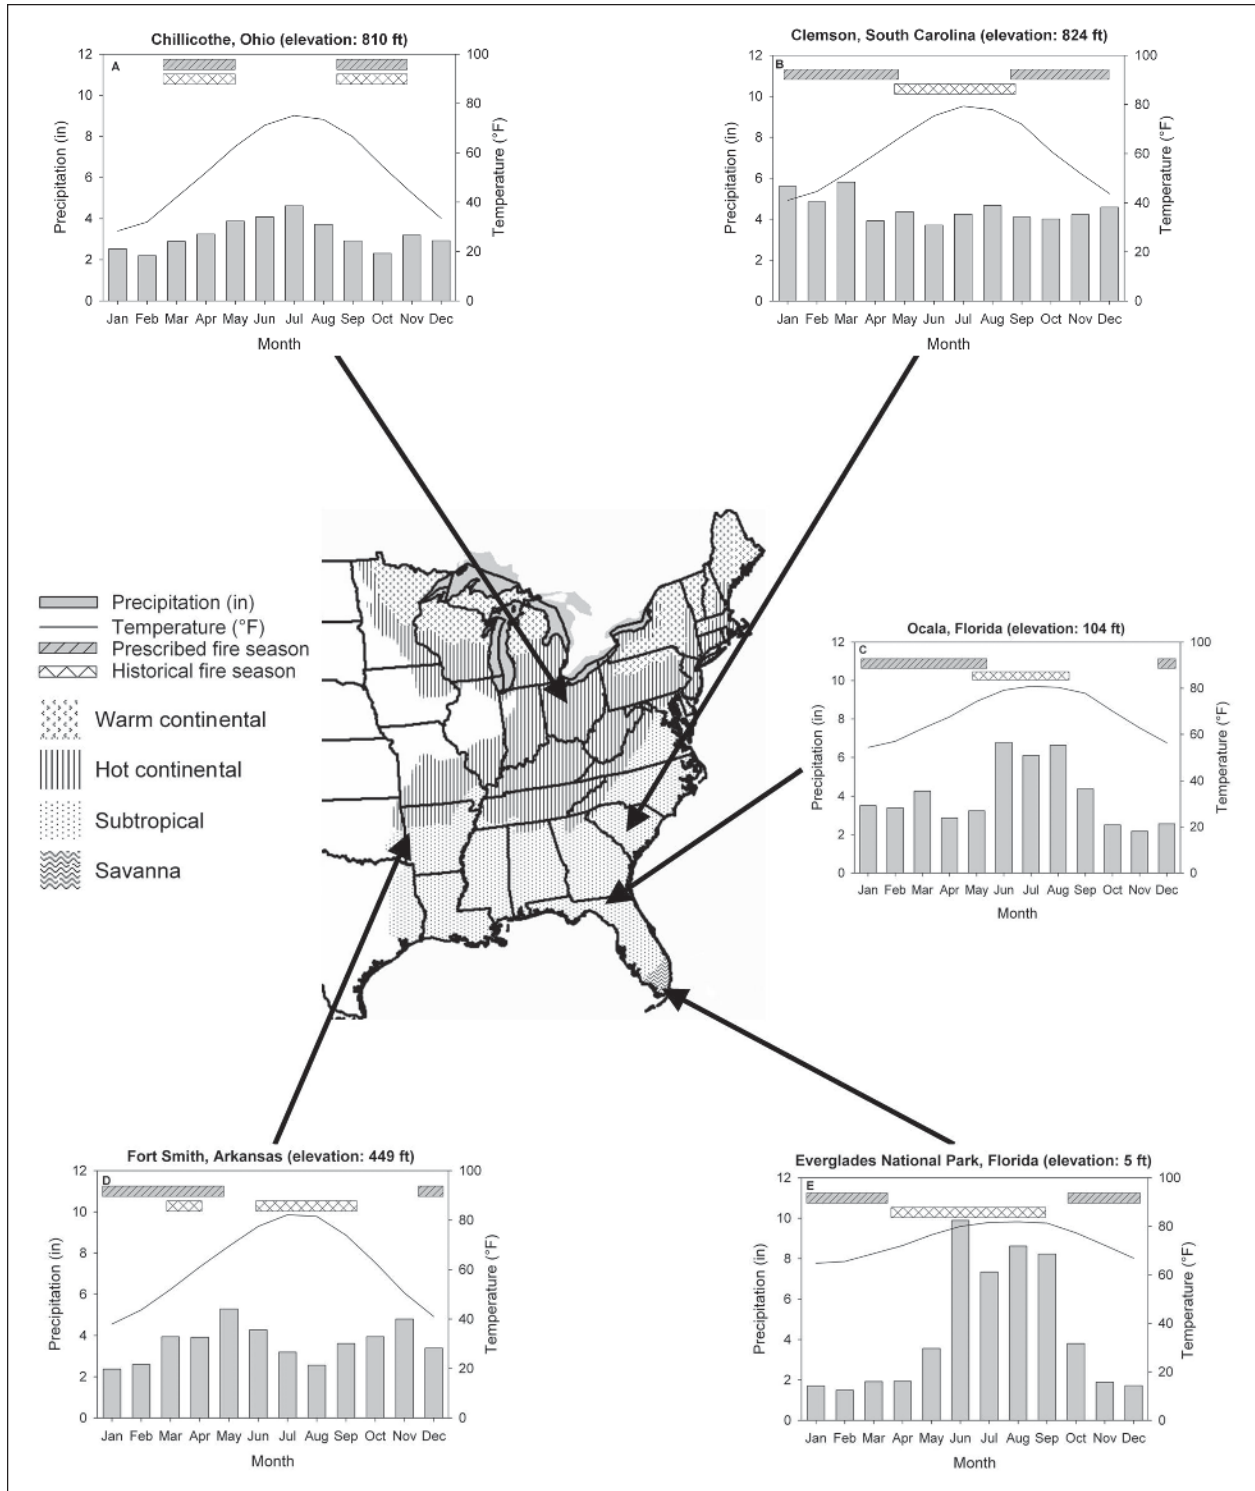 Chillicothe, Ohio (elevation: 810 ft)
A
Precipitation (in)
12
10
8
6
4
2
0
100
80
60
40
20
0
Temperature (°F)
Jan Feb Mar Apr May Jun Jul Aug Sep Oct Nov Dec
Month
Clemson, South Carolina (elevation: 824 ft)
B
Precipitation (in)
12
10
8
6
4
2
0
100
80
60
40
20
0
Temperature (°F)
Jan Feb Mar Apr May Jun Jul Aug Sep Oct Nov Dec
Month
Precipitation (in)
Temperature (°F)
Prescribed fire season
Historical fire season
Warm continental
Hot continental
Subtropical
Savanna
Ocala, Florida (elevation: 104 ft)
C
Precipitation (in)
12
10
8
6
4
2
0
100
80
60
40
20
0
Temperature (°F)
Jan Feb Mar Apr May Jun Jul Aug Sep Oct Nov Dec
Month
Fort Smith, Arkansas (elevation: 449 ft)
D
Precipitation (in)
12
10
8
6
4
2
0
100
80
60
40
20
0
Temperature (°F)
Jan Feb Mar Apr May Jun Jul Aug Sep Oct Nov Dec
Month
Everglades National Park, Florida (elevation: 5 ft)
E
Precipitation (in)
12
10
8
6
4
2
0
100
80
60
40
20
0
Temperature (°F)
Jan Feb Mar Apr May Jun Jul Aug Sep Oct Nov Dec
Month